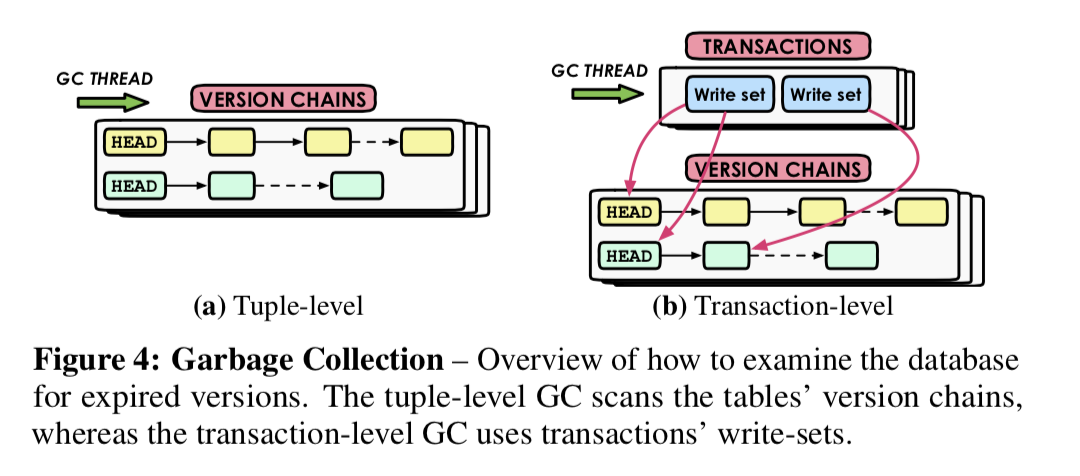 GC THREAD
VERSION CHAINS
HEAD
HEAD
(a) Tuple-level
TRANSACTIONS
GC THREAD
Write set Write set
VERSION CHAINS
HEAD
HEAD
(b) Transaction-level
Figure 4: Garbage Collection – Overview of how to examine the database
for expired versions. The tuple-level GC scans the tables’ version chains,
whereas the transaction-level GC uses transactions’ write-sets.